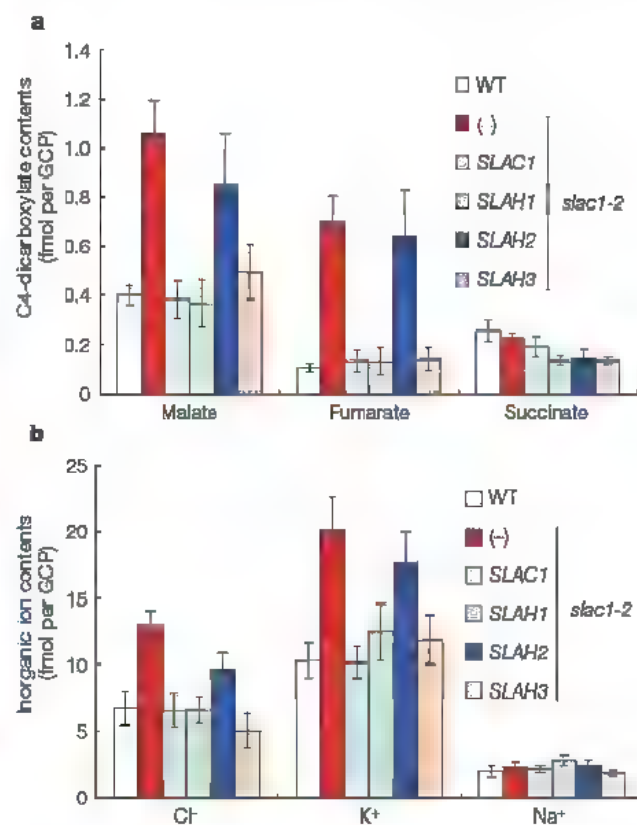 a
C4-dicarboxylate contents
(fmol per GCP)
1.4
1.2
1.0
0.8
0.6
0.4
0.2
0
WT
(-)
SLAC1
SLAH1
SLAH2
SLAH3
slac1-2
Malate
Fumarate
Succinate
b
Inorganic ion contents
(fmol per GCP)
25
20
15
10
5
0
WT
(–)
SLAC1
SLAH1
SLAH2
SLAH3
slac1-2
Cl⁻
K⁺
Na⁺